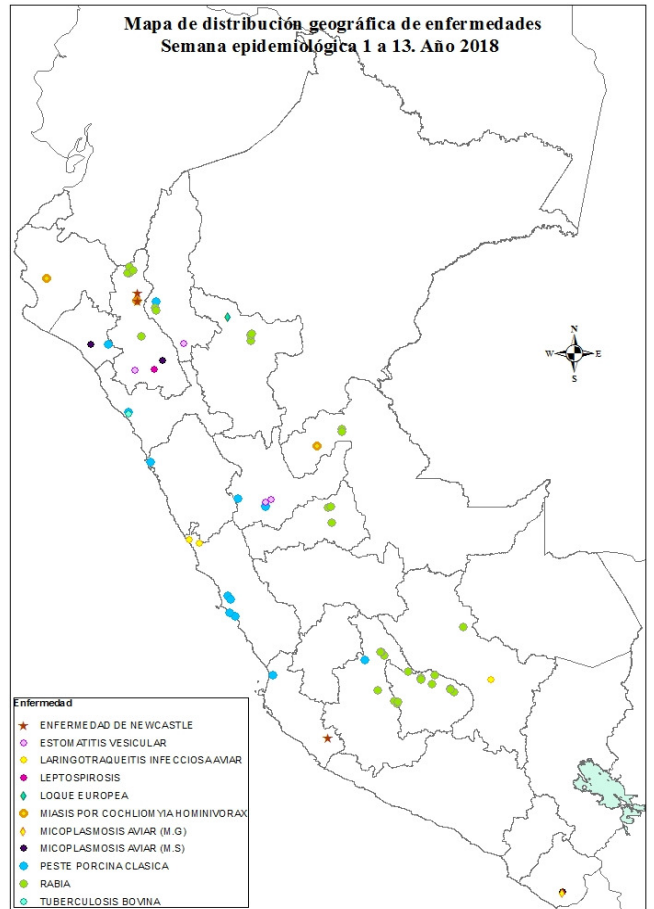 Mapa de distribución geográfica de enfermedades
Semana epidemiológica 1 a 13. Año 2018
N
W E
S
Enfermedad
ENFERMEDAD DE NEWCASTLE
ESTOMATITIS VESICULAR
LARINGOTRAQUEITIS INFECCIOSA AVIAR
LEPTOSPIROSIS
LOQUE EUROPEA
MIASIS POR COCHLIOMYIA HOMINIVORAX
MICOPLASMOSIS AVIAR (M.G)
MICOPLASMOSIS AVIAR (M.S)
PESTE PORCINA CLASICA
RABIA
TUBERCULOSIS BOVINA